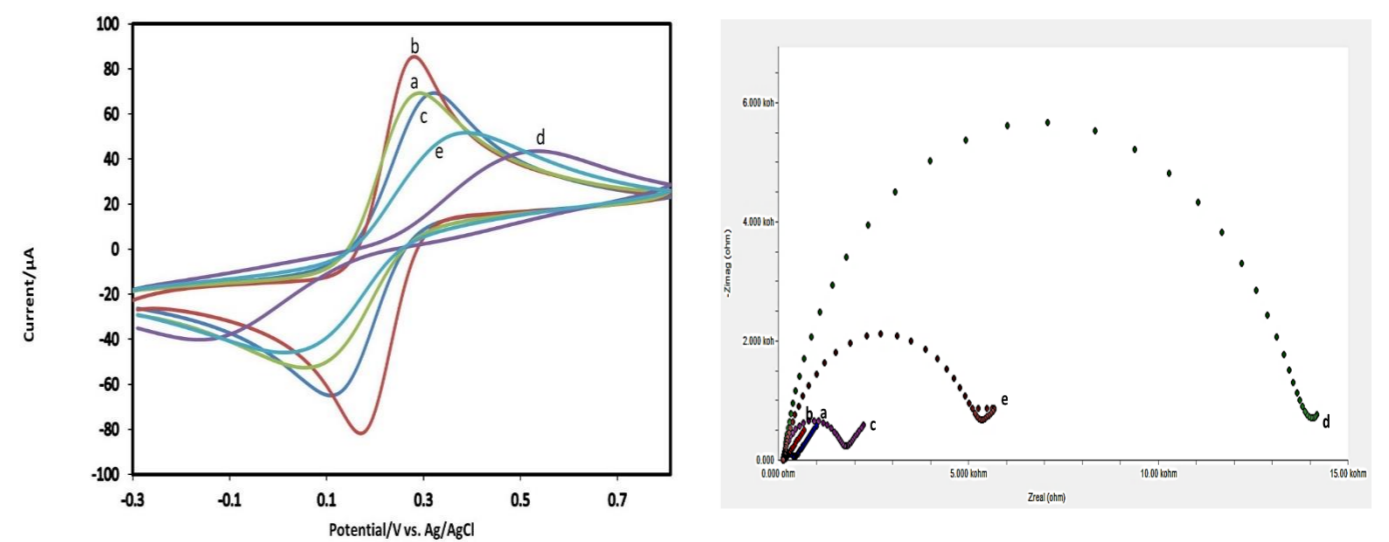 100
80
60
40
20
0
-20
-40
-60
-80
-100
Current/µA
b
a
c
e
d
-0.3 -0.1 0.1 0.3 0.5 0.7
Potential/V vs. Ag/AgCl
6.000 koh
4.000 koh
2.000 koh
0.000
-Zimag (ohm)
b a
c
e
d
0.000 ohm 5.000 kohm 10.00 kohm 15.00 kohm
Zreal (ohm)